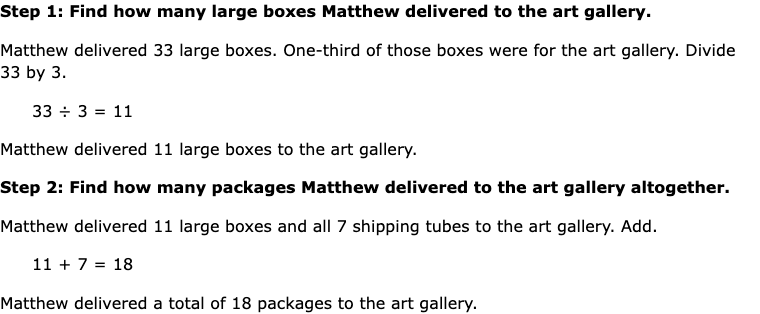 Step 1: Find how many large boxes Matthew delivered to the art gallery.
Matthew delivered 33 large boxes. One-third of those boxes were for the art gallery. Divide
33 by 3.
33 ÷ 3 = 11
Matthew delivered 11 large boxes to the art gallery.
Step 2: Find how many packages Matthew delivered to the art gallery altogether.
Matthew delivered 11 large boxes and all 7 shipping tubes to the art gallery. Add.
11 + 7 = 18
Matthew delivered a total of 18 packages to the art gallery.